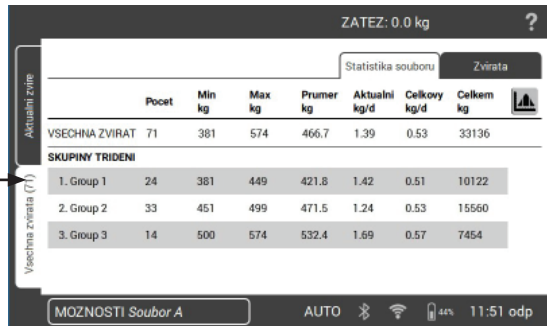 ZATEZ: 0.0 kg ?
Statistika souboru Zvirata
Pocet Min kg Max kg Prumer kg Aktualni kg/d Celkovy kg/d Celkem kg
VSECHNA ZVIRAT 71 381 574 466.7 1.39 0.53 33136
SKUPINY TRIDENI
1. Group 1 24 381 449 421.8 1.42 0.51 10122
2. Group 2 33 451 499 471.5 1.24 0.53 15560
3. Group 3 14 500 574 532.4 1.69 0.57 7454
Aktualni zvire
Vsechna zvirata (71)
MOZNOSTI Soubor A AUTO 44% 11:51 odp